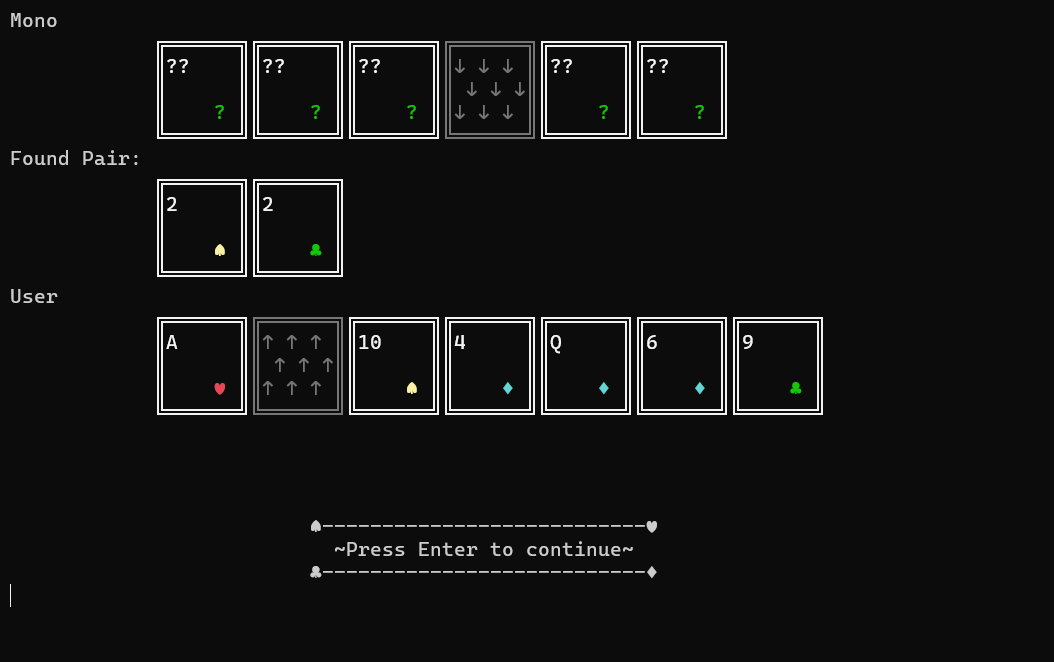 Mono
?? ?? ?? ↓ ↓ ↓ ?? ??
↓ ↓ ↓
? ? ? ↓ ↓ ↓ ? ?
Found Pair:
2 2
♠ ♣
User
A ↑ ↑ ↑ 10 4 Q 6 9
↑ ↑ ↑
♥ ↑ ↑ ↑ ♠ ♦ ♦ ♦ ♣
♠---------------------------♥
~Press Enter to continue~
♣---------------------------♦